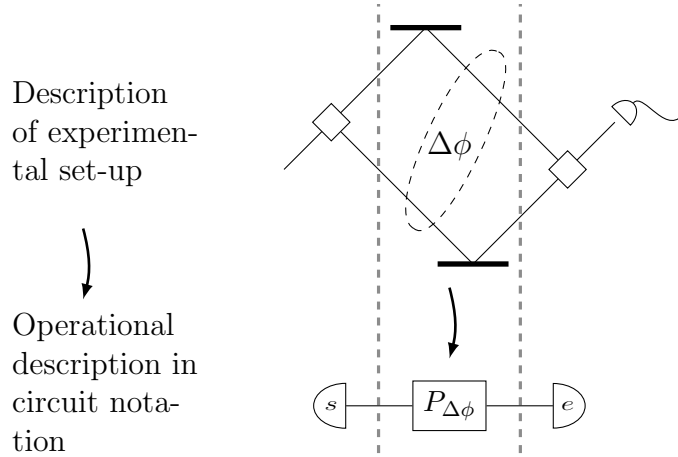 Description
of experimen-
tal set-up
Δϕ
Operational
description in
circuit nota-
tion
s P_{Δϕ} e